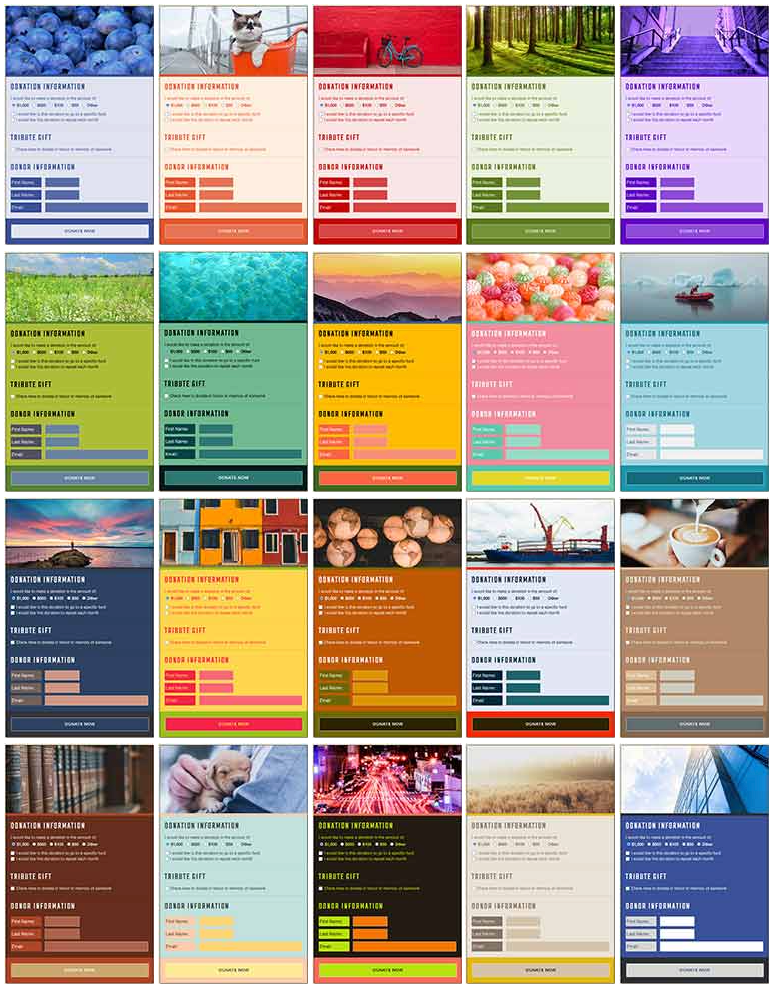 DONATION INFORMATION
I would like to make a donation in the amount of:
$1,000 $500 $100 $50 Other
I would like this donation to go to a specific fund
I would like this donation to repeat each month
TRIBUTE GIFT
Check here to donate in honor or memory of someone
DONOR INFORMATION
First Name:
Last Name:
Email:
DONATE NOW
DONATION INFORMATION
I would like to make a donation in the amount of:
$1,000 $500 $100 $50 Other
I would like this donation to go to a specific fund
I would like this donation to repeat each month
TRIBUTE GIFT
Check here to donate in honor or memory of someone
DONOR INFORMATION
First Name:
Last Name:
Email:
DONATE NOW
DONATION INFORMATION
I would like to make a donation in the amount of:
$1,000 $500 $100 $50 Other
I would like this donation to go to a specific fund
I would like this donation to repeat each month
TRIBUTE GIFT
Check here to donate in honor or memory of someone
DONOR INFORMATION
First Name:
Last Name:
Email:
DONATE NOW
DONATION INFORMATION
I would like to make a donation in the amount of:
$1,000 $500 $100 $50 Other
I would like this donation to go to a specific fund
I would like this donation to repeat each month
TRIBUTE GIFT
Check here to donate in honor or memory of someone
DONOR INFORMATION
First Name:
Last Name:
Email:
DONATE NOW
DONATION INFORMATION
I would like to make a donation in the amount of:
$1,000 $500 $100 $50 Other
I would like this donation to go to a specific fund
I would like this donation to repeat each month
TRIBUTE GIFT
Check here to donate in honor or memory of someone
DONOR INFORMATION
First Name:
Last Name:
Email:
DONATE NOW
DONATION INFORMATION
I would like to make a donation in the amount of:
$1,000 $500 $100 $50 Other
I would like this donation to go to a specific fund
I would like this donation to repeat each month
TRIBUTE GIFT
Check here to donate in honor or memory of someone
DONOR INFORMATION
First Name:
Last Name:
Email:
DONATE NOW
DONATION INFORMATION
I would like to make a donation in the amount of:
$1,000 $500 $100 $50 Other
I would like this donation to go to a specific fund
I would like this donation to repeat each month
TRIBUTE GIFT
Check here to donate in honor or memory of someone
DONOR INFORMATION
First Name:
Last Name:
Email:
DONATE NOW
DONATION INFORMATION
I would like to make a donation in the amount of:
$1,000 $500 $100 $50 Other
I would like this donation to go to a specific fund
I would like this donation to repeat each month
TRIBUTE GIFT
Check here to donate in honor or memory of someone
DONOR INFORMATION
First Name:
Last Name:
Email:
DONATE NOW
DONATION INFORMATION
I would like to make a donation in the amount of:
$1,000 $500 $100 $50 Other
I would like this donation to go to a specific fund
I would like this donation to repeat each month
TRIBUTE GIFT
Check here to donate in honor or memory of someone
DONOR INFORMATION
First Name:
Last Name:
Email:
DONATE NOW
DONATION INFORMATION
I would like to make a donation in the amount of:
$1,000 $500 $100 $50 Other
I would like this donation to go to a specific fund
I would like this donation to repeat each month
TRIBUTE GIFT
Check here to donate in honor or memory of someone
DONOR INFORMATION
First Name:
Last Name:
Email:
DONATE NOW
DONATION INFORMATION
I would like to make a donation in the amount of:
$1,000 $500 $100 $50 Other
I would like this donation to go to a specific fund
I would like this donation to repeat each month
TRIBUTE GIFT
Check here to donate in honor or memory of someone
DONOR INFORMATION
First Name:
Last Name:
Email:
DONATE NOW
DONATION INFORMATION
I would like to make a donation in the amount of:
$1,000 $500 $100 $50 Other
I would like this donation to go to a specific fund
I would like this donation to repeat each month
TRIBUTE GIFT
Check here to donate in honor or memory of someone
DONOR INFORMATION
First Name:
Last Name:
Email:
DONATE NOW
DONATION INFORMATION
I would like to make a donation in the amount of:
$1,000 $500 $100 $50 Other
I would like this donation to go to a specific fund
I would like this donation to repeat each month
TRIBUTE GIFT
Check here to donate in honor or memory of someone
DONOR INFORMATION
First Name:
Last Name:
Email:
DONATE NOW
DONATION INFORMATION
I would like to make a donation in the amount of:
$1,000 $500 $100 $50 Other
I would like this donation to go to a specific fund
I would like this donation to repeat each month
TRIBUTE GIFT
Check here to donate in honor or memory of someone
DONOR INFORMATION
First Name:
Last Name:
Email:
DONATE NOW
DONATION INFORMATION
I would like to make a donation in the amount of:
$1,000 $500 $100 $50 Other
I would like this donation to go to a specific fund
I would like this donation to repeat each month
TRIBUTE GIFT
Check here to donate in honor or memory of someone
DONOR INFORMATION
First Name:
Last Name:
Email:
DONATE NOW
DONATION INFORMATION
I would like to make a donation in the amount of:
$1,000 $500 $100 $50 Other
I would like this donation to go to a specific fund
I would like this donation to repeat each month
TRIBUTE GIFT
Check here to donate in honor or memory of someone
DONOR INFORMATION
First Name:
Last Name:
Email:
DONATE NOW
DONATION INFORMATION
I would like to make a donation in the amount of:
$1,000 $500 $100 $50 Other
I would like this donation to go to a specific fund
I would like this donation to repeat each month
TRIBUTE GIFT
Check here to donate in honor or memory of someone
DONOR INFORMATION
First Name:
Last Name:
Email:
DONATE NOW
DONATION INFORMATION
I would like to make a donation in the amount of:
$1,000 $500 $100 $50 Other
I would like this donation to go to a specific fund
I would like this donation to repeat each month
TRIBUTE GIFT
Check here to donate in honor or memory of someone
DONOR INFORMATION
First Name:
Last Name:
Email:
DONATE NOW
DONATION INFORMATION
I would like to make a donation in the amount of:
$1,000 $500 $100 $50 Other
I would like this donation to go to a specific fund
I would like this donation to repeat each month
TRIBUTE GIFT
Check here to donate in honor or memory of someone
DONOR INFORMATION
First Name:
Last Name:
Email:
DONATE NOW
DONATION INFORMATION
I would like to make a donation in the amount of:
$1,000 $500 $100 $50 Other
I would like this donation to go to a specific fund
I would like this donation to repeat each month
TRIBUTE GIFT
Check here to donate in honor or memory of someone
DONOR INFORMATION
First Name:
Last Name:
Email:
DONATE NOW